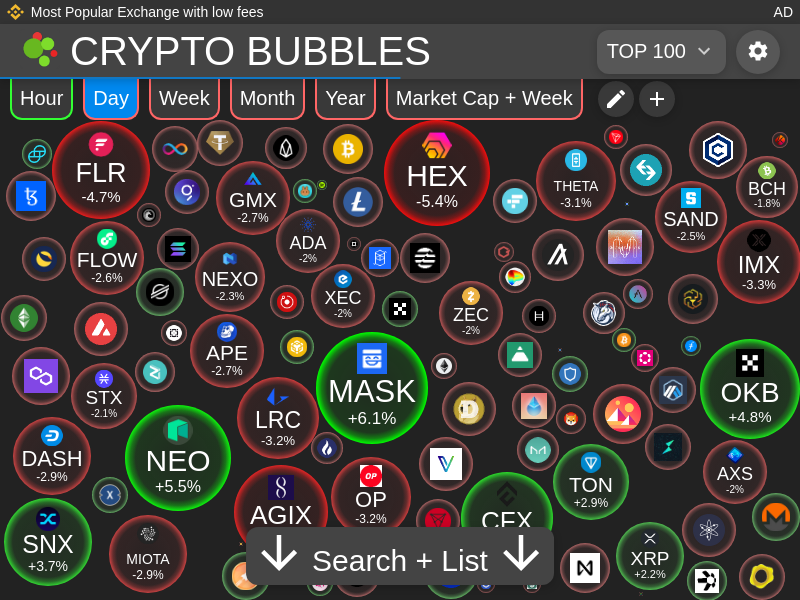 Most Popular Exchange with low fees
AD
CRYPTO BUBBLES
TOP 100
Hour
Day
Week
Month
Year
Market Cap + Week
FLR
-4.7%
HEX
-5.4%
THETA
-3.1%
BCH
-1.8%
GMX
-2.7%
SAND
-2.5%
ADA
-2%
FLOW
-2.6%
IMX
-3.3%
NEXO
-2.3%
XEC
-2%
ZEC
-2%
APE
-2.7%
MASK
+6.1%
OKB
+4.8%
STX
-2.1%
LRC
-3.2%
DASH
-2.9%
NEO
+5.5%
AXS
-2%
TON
+2.9%
OP
OP
-3.2%
AGIX
CFX
SNX
+3.7%
MIOTA
-2.9%
XRP
+2.2%
Search + List